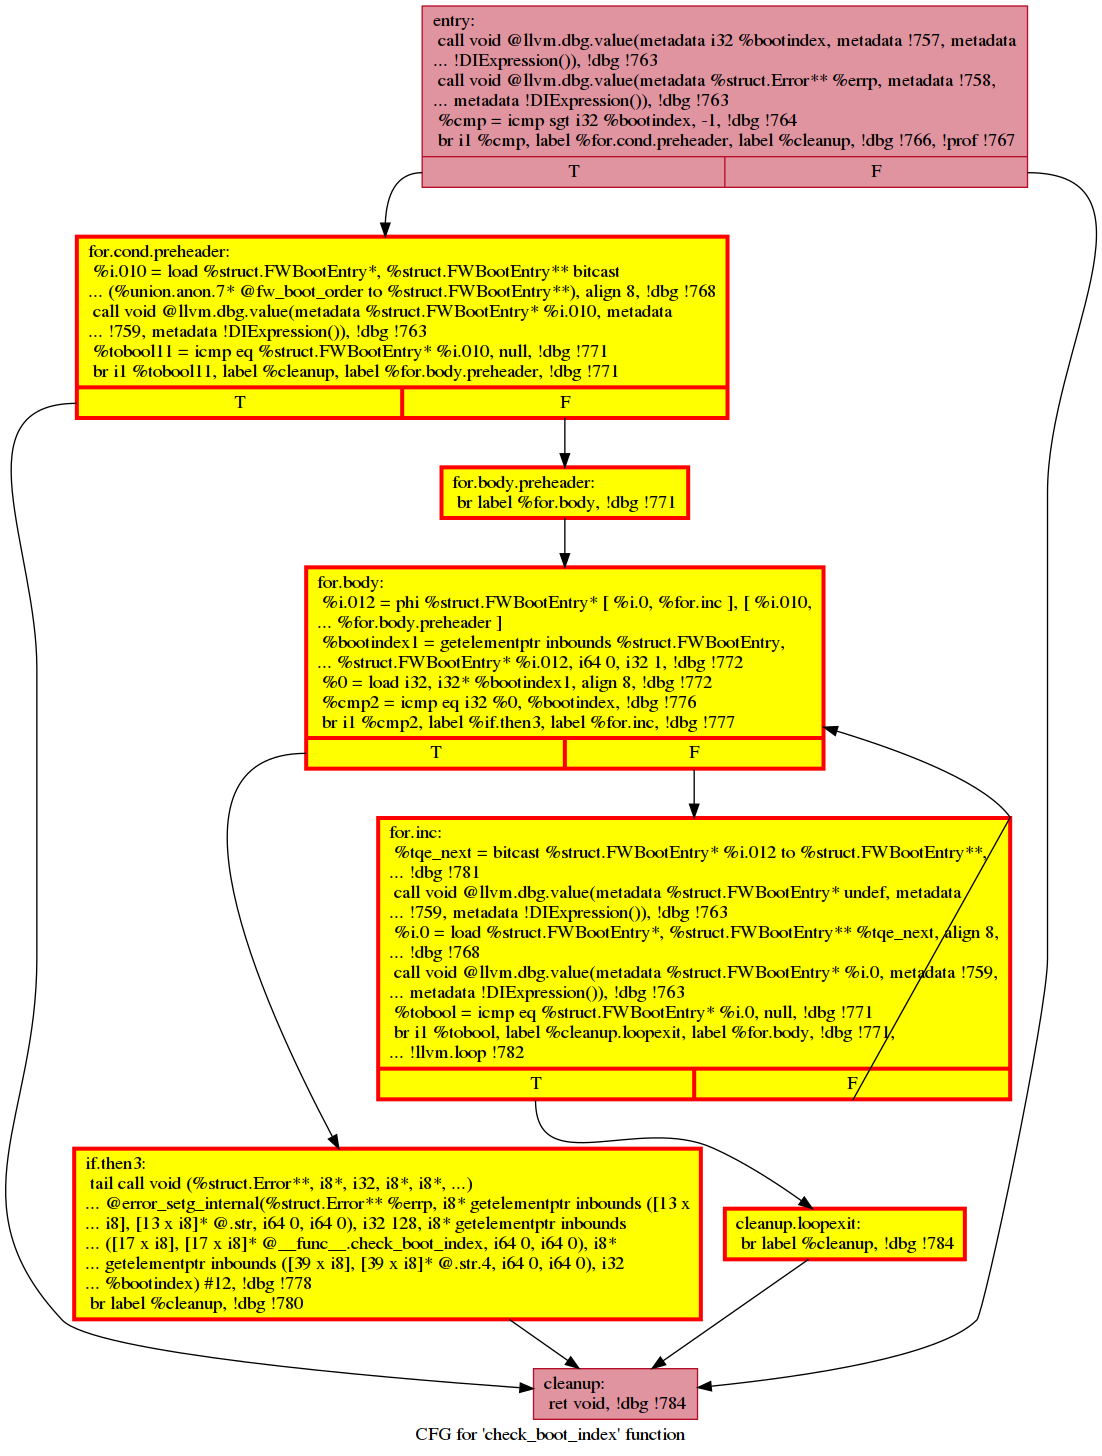 entry:
call void @llvm.dbg.value(metadata i32 %bootindex, metadata !757, metadata
... !DIExpression()), !dbg !763
call void @llvm.dbg.value(metadata %struct.Error** %errp, metadata !758,
... metadata !DIExpression()), !dbg !763
%cmp = icmp sgt i32 %bootindex, -1, !dbg !764
br i1 %cmp, label %for.cond.preheader, label %cleanup, !dbg !766, !prof !767
T F
for.cond.preheader:
%i.010 = load %struct.FWBootEntry*, %struct.FWBootEntry** bitcast
... (%union.anon.7* @fw_boot_order to %struct.FWBootEntry**), align 8, !dbg !768
call void @llvm.dbg.value(metadata %struct.FWBootEntry* %i.010, metadata
... !759, metadata !DIExpression()), !dbg !763
%tobool11 = icmp eq %struct.FWBootEntry* %i.010, null, !dbg !771
br i1 %tobool11, label %cleanup, label %for.body.preheader, !dbg !771
T F
for.body.preheader:
br label %for.body, !dbg !771
for.body:
%i.012 = phi %struct.FWBootEntry* [ %i.0, %for.inc ], [ %i.010,
... %for.body.preheader ]
%bootindex1 = getelementptr inbounds %struct.FWBootEntry,
... %struct.FWBootEntry* %i.012, i64 0, i32 1, !dbg !772
%0 = load i32, i32* %bootindex1, align 8, !dbg !772
%cmp2 = icmp eq i32 %0, %bootindex, !dbg !776
br i1 %cmp2, label %if.then3, label %for.inc, !dbg !777
T F
for.inc:
%tqe_next = bitcast %struct.FWBootEntry* %i.012 to %struct.FWBootEntry**,
... !dbg !781
call void @llvm.dbg.value(metadata %struct.FWBootEntry* undef, metadata
... !759, metadata !DIExpression()), !dbg !763
%i.0 = load %struct.FWBootEntry*, %struct.FWBootEntry** %tqe_next, align 8,
... !dbg !768
call void @llvm.dbg.value(metadata %struct.FWBootEntry* %i.0, metadata !759,
... metadata !DIExpression()), !dbg !763
%tobool = icmp eq %struct.FWBootEntry* %i.0, null, !dbg !771
br i1 %tobool, label %cleanup.loopexit, label %for.body, !dbg !771,
... !llvm.loop !782
T F
if.then3:
tail call void (%struct.Error**, i8*, i32, i8*, i8*, ...)
... @error_setg_internal(%struct.Error** %errp, i8* getelementptr inbounds ([13 x
... i8], [13 x i8]* @.str, i64 0, i64 0), i32 128, i8* getelementptr inbounds
... ([17 x i8], [17 x i8]* @__func__.check_boot_index, i64 0, i64 0), i8*
... getelementptr inbounds ([39 x i8], [39 x i8]* @.str.4, i64 0, i64 0), i32
... %bootindex) #12, !dbg !778
br label %cleanup, !dbg !780
cleanup.loopexit:
br label %cleanup, !dbg !784
cleanup:
ret void, !dbg !784
CFG for 'check_boot_index' function